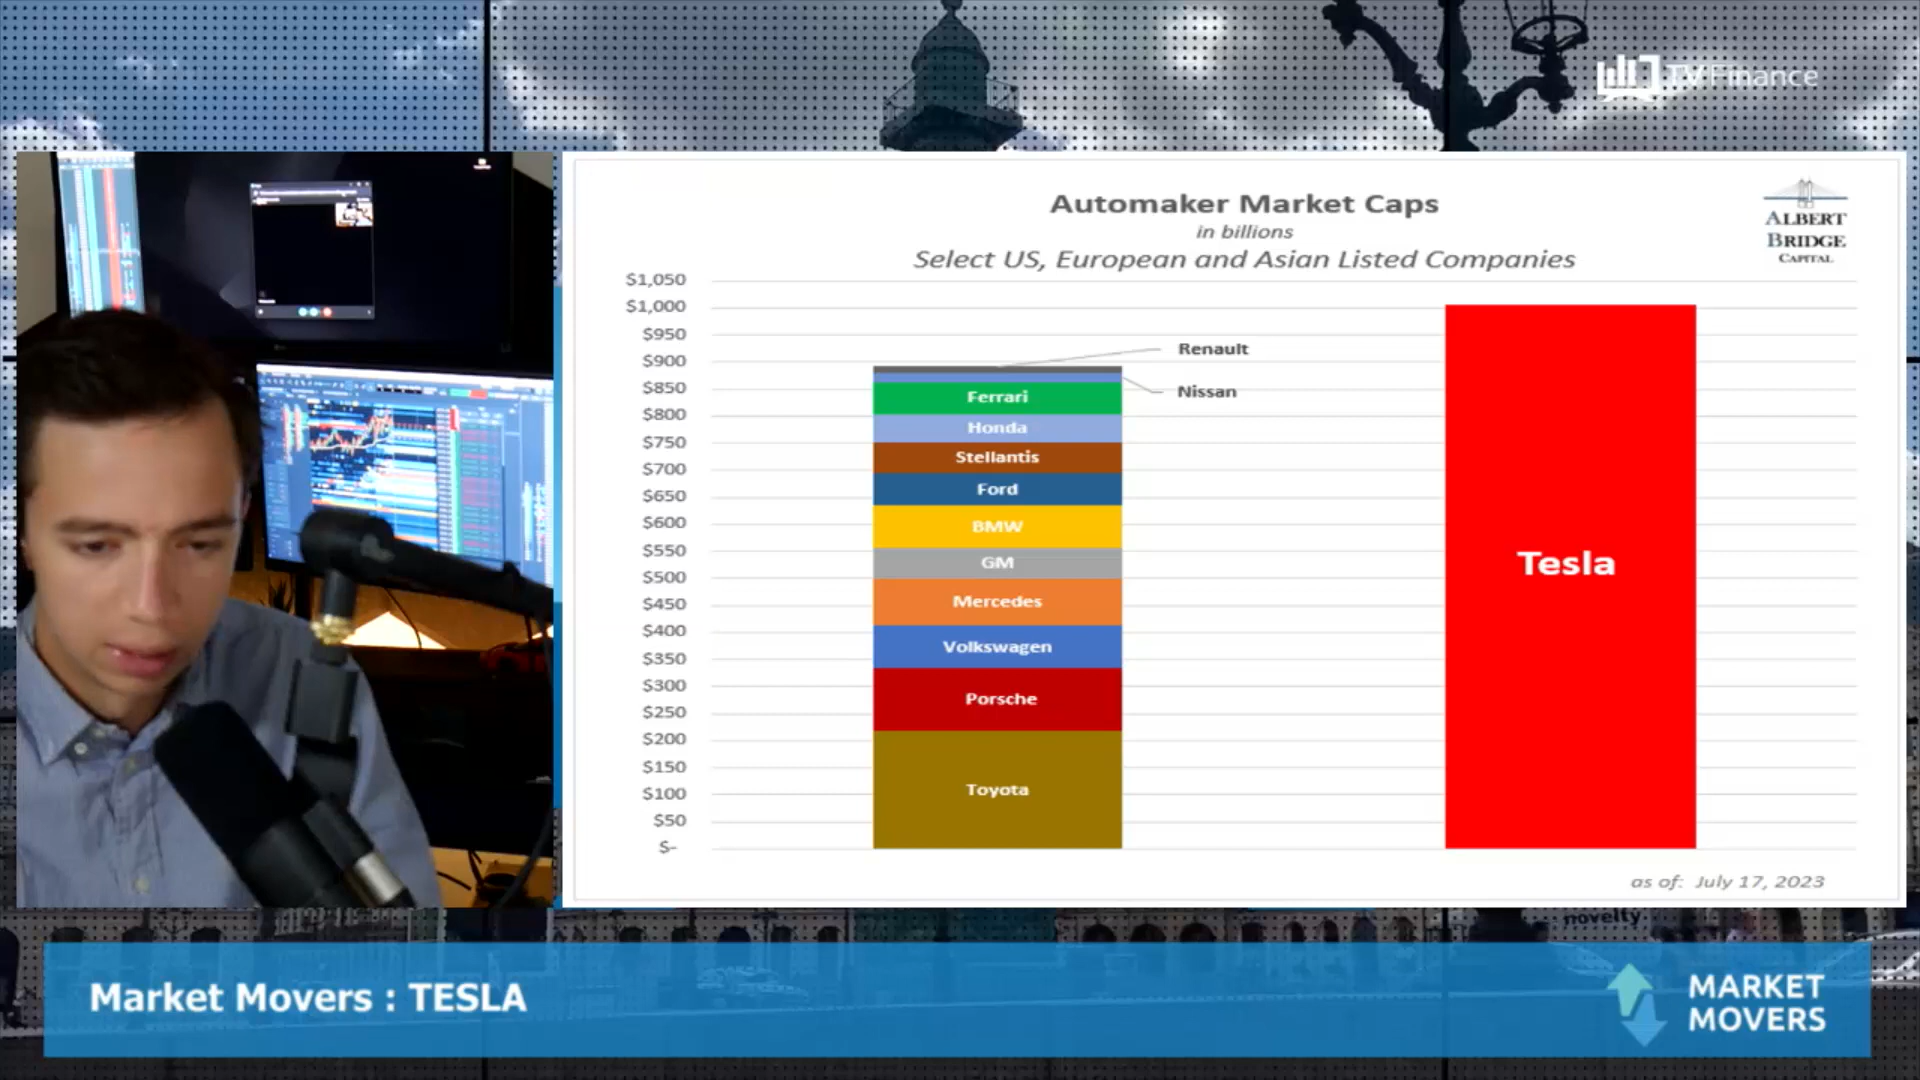 TVFinance
Automaker Market Caps
in billions
Select US, European and Asian Listed Companies
ALBERT
BRIDGE
CAPITAL
$1,050
$1,000
$950
$900
$850
$800
$750
$700
$650
$600
$550
$500
$450
$400
$350
$300
$250
$200
$150
$100
$50
$-
Renault
Nissan
Ferrari
Honda
Stellantis
Ford
BMW
GM
Mercedes
Volkswagen
Porsche
Toyota
Tesla
as of: July 17, 2023
novelty
Market Movers : TESLA
MARKET
MOVERS